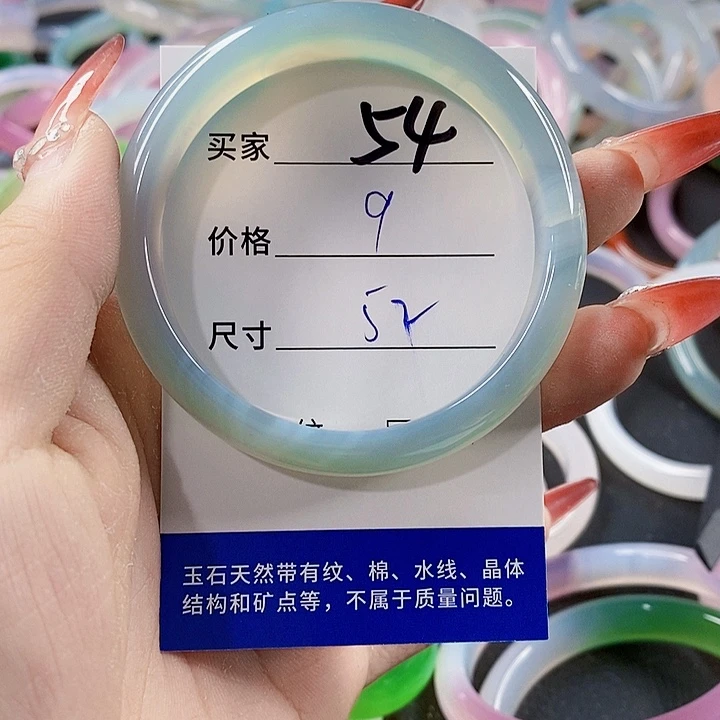 买家 54
价格 9
尺寸 52
玉石天然带有纹、棉、水线、晶体
结构和矿点等，不属于质量问题。